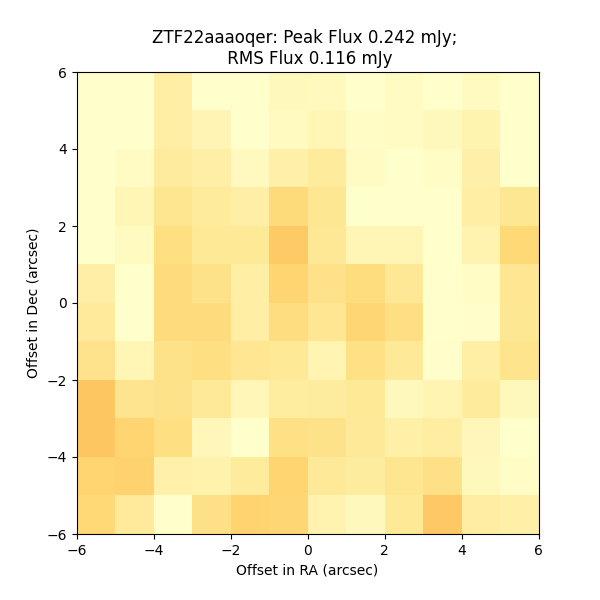 ZTF22aaaoqer: Peak Flux 0.242 mJy;
RMS Flux 0.116 mJy
6
4
2
0
−2
−4
−6
Offset in Dec (arcsec)
−6 −4 −2 0 2 4 6
Offset in RA (arcsec)